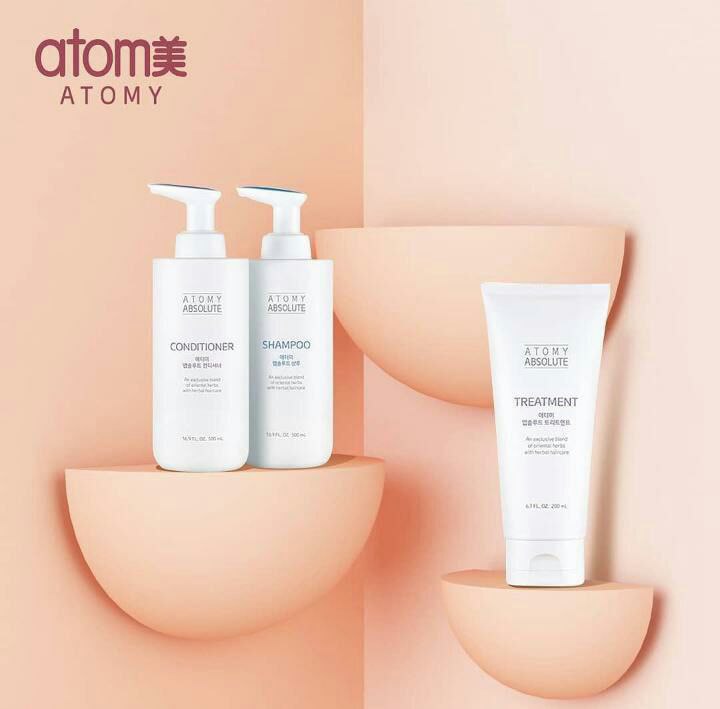 atom美
ATOMY
ATOMY
ABSOLUTE
CONDITIONER
애터미
앱솔루트 컨디셔너
An exclusive blend
of oriental herbs
with herbal haircare
16.9 FL. OZ. 500 mL
ATOMY
ABSOLUTE
SHAMPOO
애터미
앱솔루트 샴푸
An exclusive blend
of oriental herbs
with herbal haircare
16.9 FL. OZ. 500 mL
ATOMY
ABSOLUTE
TREATMENT
애터미
앱솔루트 트리트먼트
An exclusive blend
of oriental herbs
with herbal haircare
6.7 FL. OZ. 200 mL